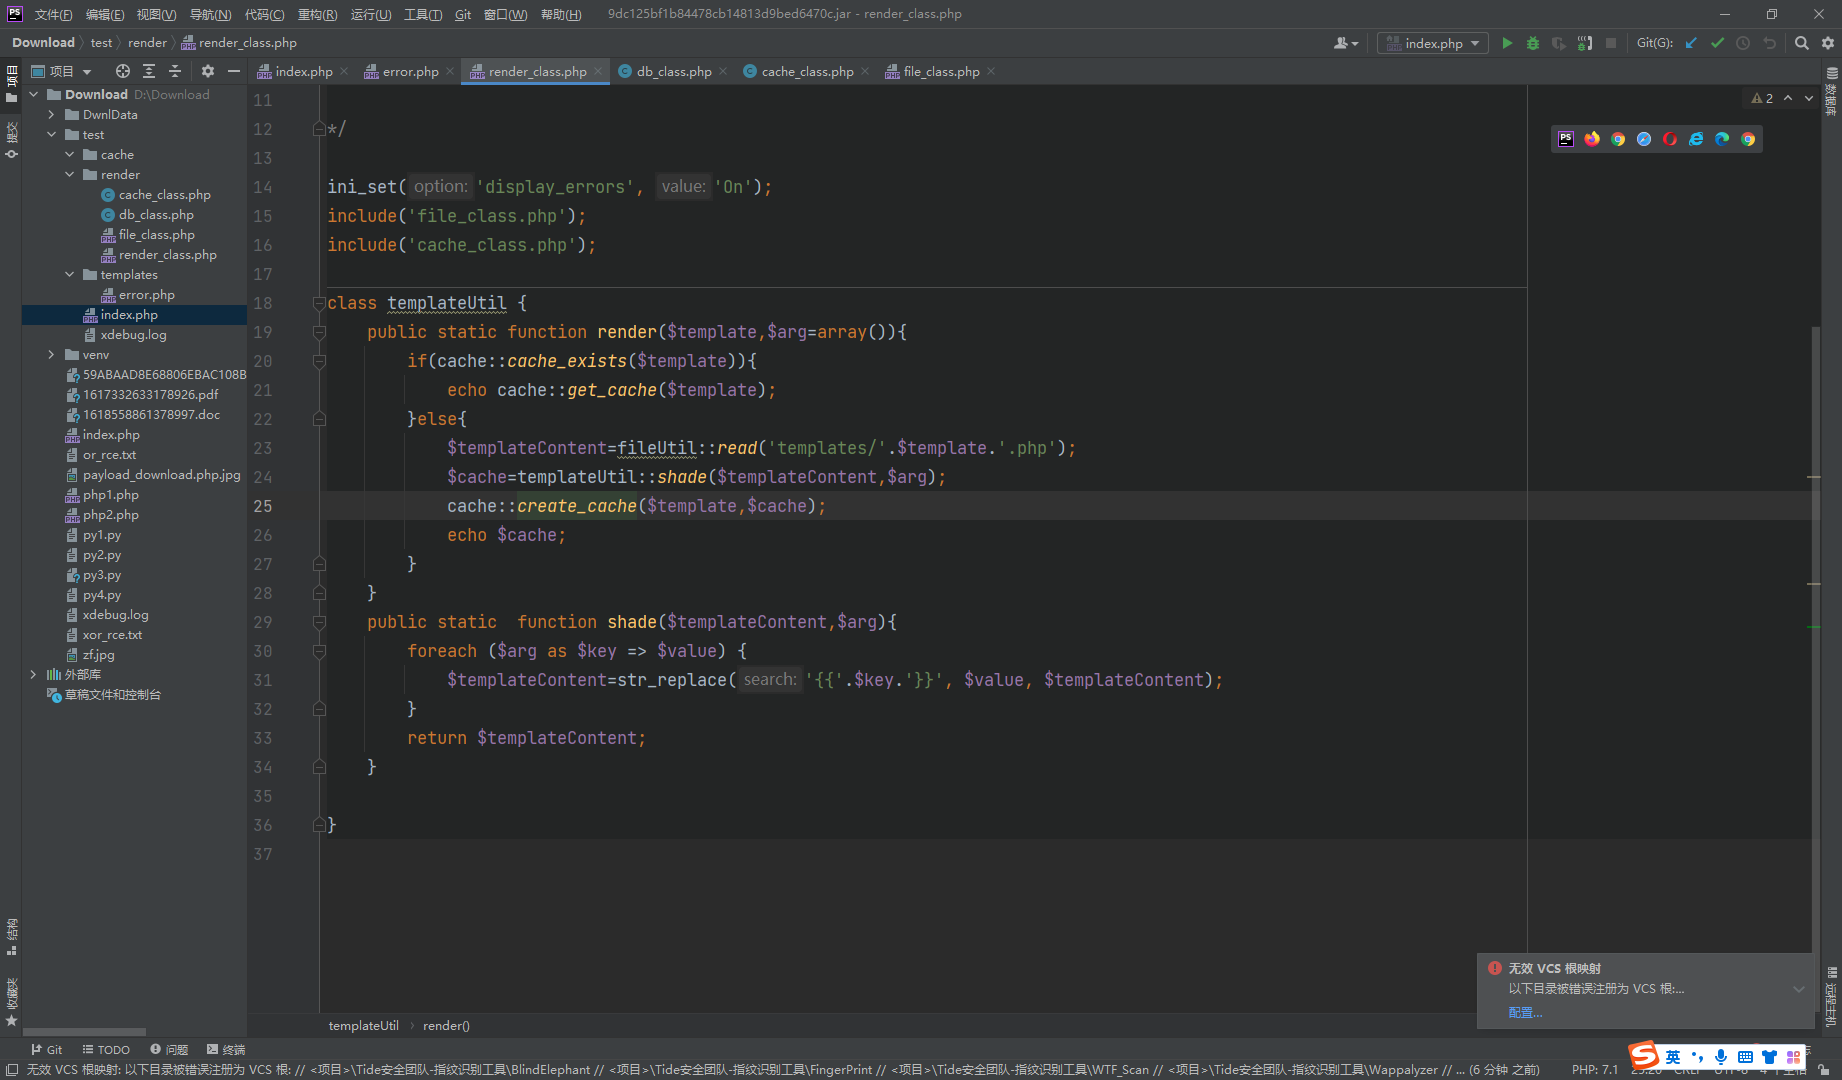 文件(F) 编辑(E) 视图(V) 导航(N) 代码(C) 重构(R) 运行(U) 工具(T) Git 窗口(W) 帮助(H) 9dc125bf1b84478cb14813d9bed6470c.jar - render_class.php
Download test render render_class.php index.php Git(G):
项目 index.php error.php render_class.php db_class.php cache_class.php file_class.php
项目
提交
结构
收藏夹
Download D:\Download
DwnlData
test
cache
render
cache_class.php
db_class.php
file_class.php
render_class.php
templates
error.php
index.php
xdebug.log
venv
59ABAAD8E68806EBAC108B
1617332633178926.pdf
1618558861378997.doc
index.php
or_rce.txt
payload_download.php.jpg
php1.php
php2.php
py1.py
py2.py
py3.py
py4.py
xdebug.log
xor_rce.txt
zf.jpg
外部库
草稿文件和控制台
2
数据库
11
12 */
13
14 ini_set( option: 'display_errors', value: 'On');
15 include('file_class.php');
16 include('cache_class.php');
17
18 class templateUtil {
19 public static function render($template,$arg=array()){
20 if(cache::cache_exists($template)){
21 echo cache::get_cache($template);
22 }else{
23 $templateContent=fileUtil::read('templates/'.$template.'.php');
24 $cache=templateUtil::shade($templateContent,$arg);
25 cache::create_cache($template,$cache);
26 echo $cache;
27 }
28 }
29 public static  function shade($templateContent,$arg){
30 foreach ($arg as $key => $value) {
31 $templateContent=str_replace( search: '{{'.$key.'}}', $value, $templateContent);
32 }
33 return $templateContent;
34 }
35
36 }
37
无效 VCS 根映射
以下目录被错误注册为 VCS 根:...
配置...
远程主机
templateUtil render()
Git TODO 问题 终端
英
无效 VCS 根映射: 以下目录被错误注册为 VCS 根: // <项目>\Tide安全团队-指纹识别工具\BlindElephant // <项目>\Tide安全团队-指纹识别工具\FingerPrint // <项目>\Tide安全团队-指纹识别工具\WTF_Scan // <项目>\Tide安全团队-指纹识别工具\Wappalyzer // ... (6 分钟 之前) PHP: 7.1